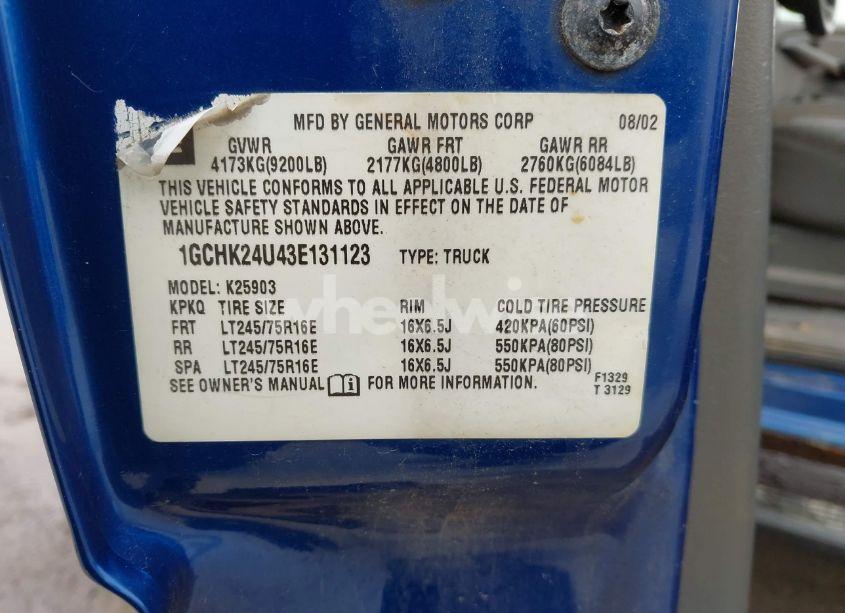 MFD BY GENERAL MOTORS CORP 08/02
GVWR GAWR FRT GAWR RR
4173KG(9200LB) 2177KG(4800LB) 2760KG(6084LB)
THIS VEHICLE CONFORMS TO ALL APPLICABLE U.S. FEDERAL MOTOR
VEHICLE SAFETY STANDARDS IN EFFECT ON THE DATE OF
MANUFACTURE SHOWN ABOVE.
1GCHK24U43E131123 TYPE: TRUCK
MODEL: K25903
KPKQ TIRE SIZE RIM COLD TIRE PRESSURE
FRT LT245/75R16E 16X6.5J 420KPA(60PSI)
RR LT245/75R16E 16X6.5J 550KPA(80PSI)
SPA LT245/75R16E 16X6.5J 550KPA(80PSI)
SEE OWNER'S MANUAL FOR MORE INFORMATION.
F1329
T 3129